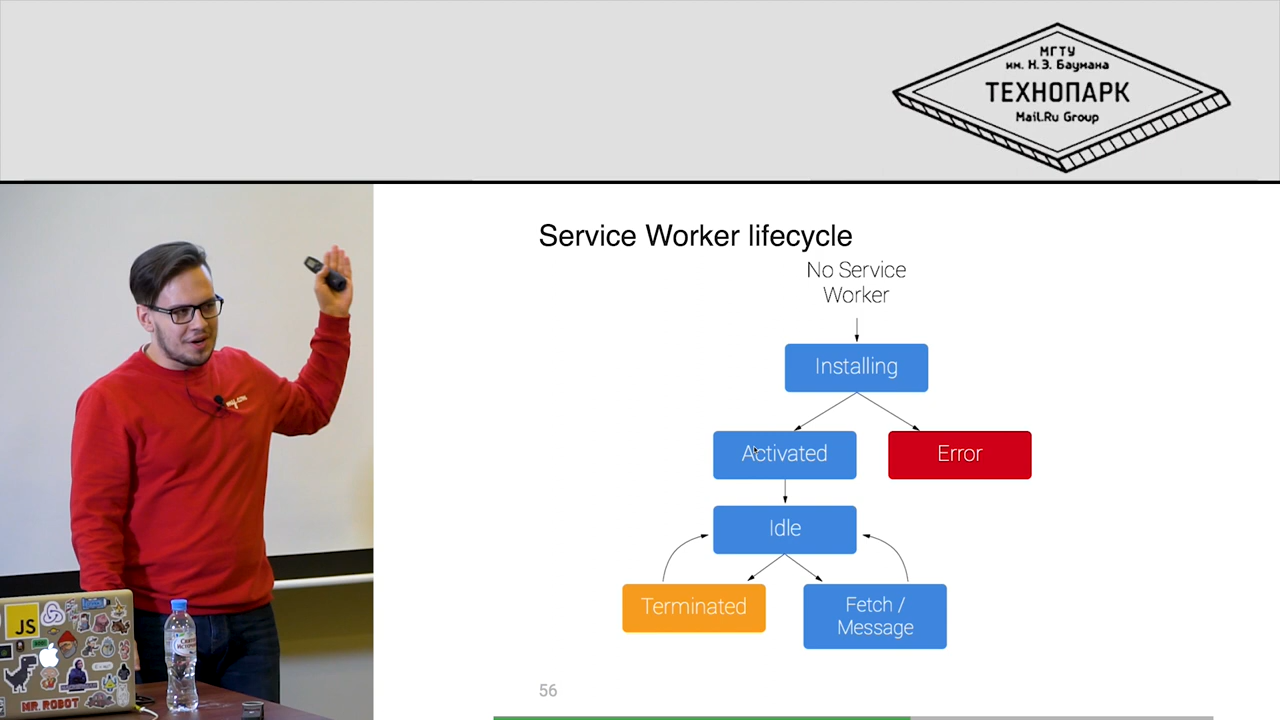 МГТУ
им. Н.Э. Баумана
ТЕХНОПАРК
Mail.Ru Group
Service Worker lifecycle
No Service
Worker
Installing
Activated
Error
Idle
Terminated
Fetch /
Message
56
JS
MR. ROBOT